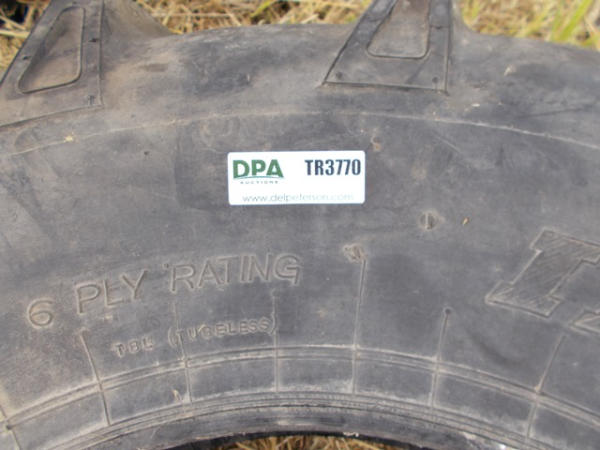 DPA TR3770
AUCTIONS
www.delpeterson.com
6 PLY RATING
TBL (TUBELESS)